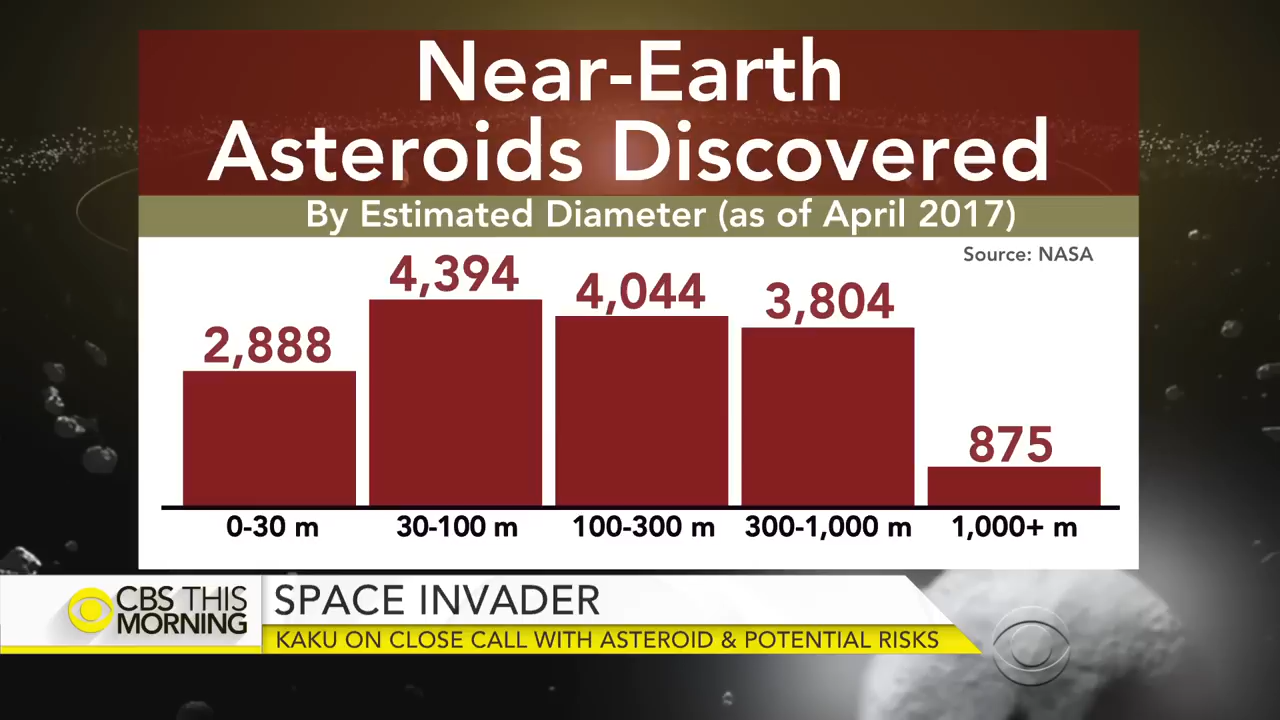 Near-Earth
Asteroids Discovered
By Estimated Diameter (as of April 2017)
Source: NASA
2,888
4,394
4,044
3,804
875
0-30 m
30-100 m
100-300 m
300-1,000 m
1,000+ m
CBS THIS
MORNING
SPACE INVADER
KAKU ON CLOSE CALL WITH ASTEROID & POTENTIAL RISKS